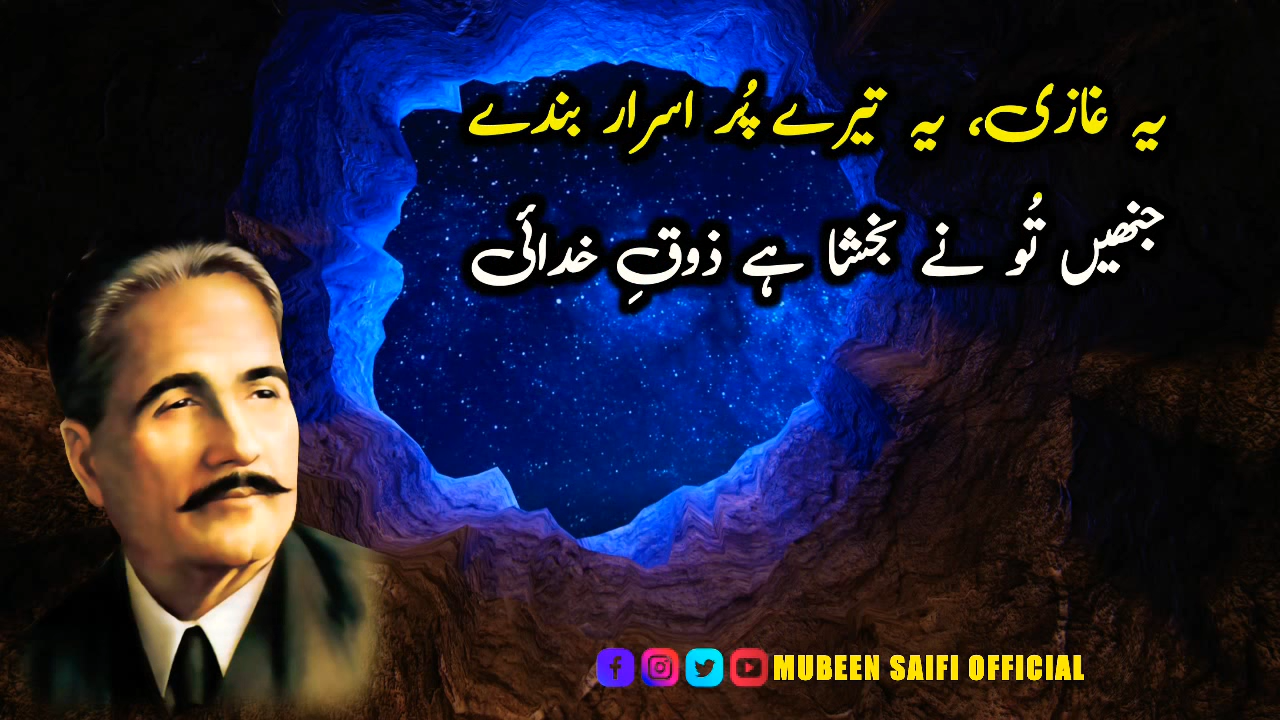 یہ غازی، یہ تیرے پُر اسرار بندے
جنھیں تُو نے بخشا ہے ذوقِ خدائی
MUBEEN SAIFI OFFICIAL